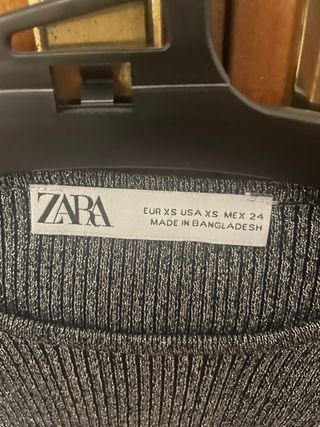 ZARA
EUR XS USA XS MEX 24
MADE IN BANGLADESH